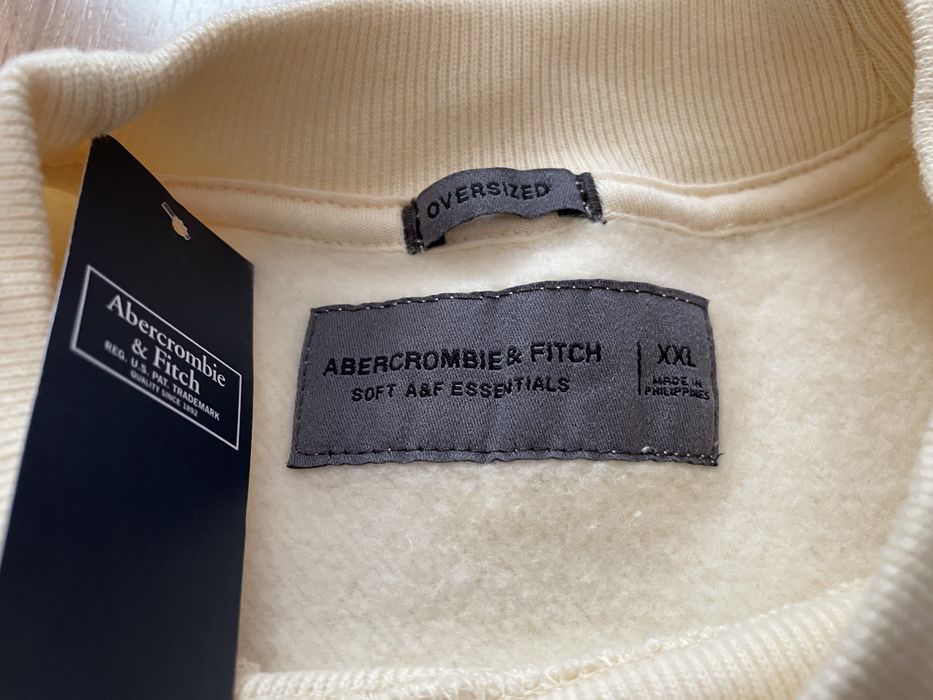 OVERSIZED
ABERCROMBIE & FITCH
SOFT A&F ESSENTIALS
XXL
MADE IN
PHILIPPINES
Abercrombie
& Fitch
REG. U.S. PAT. TRADEMARK
QUALITY SINCE 1892